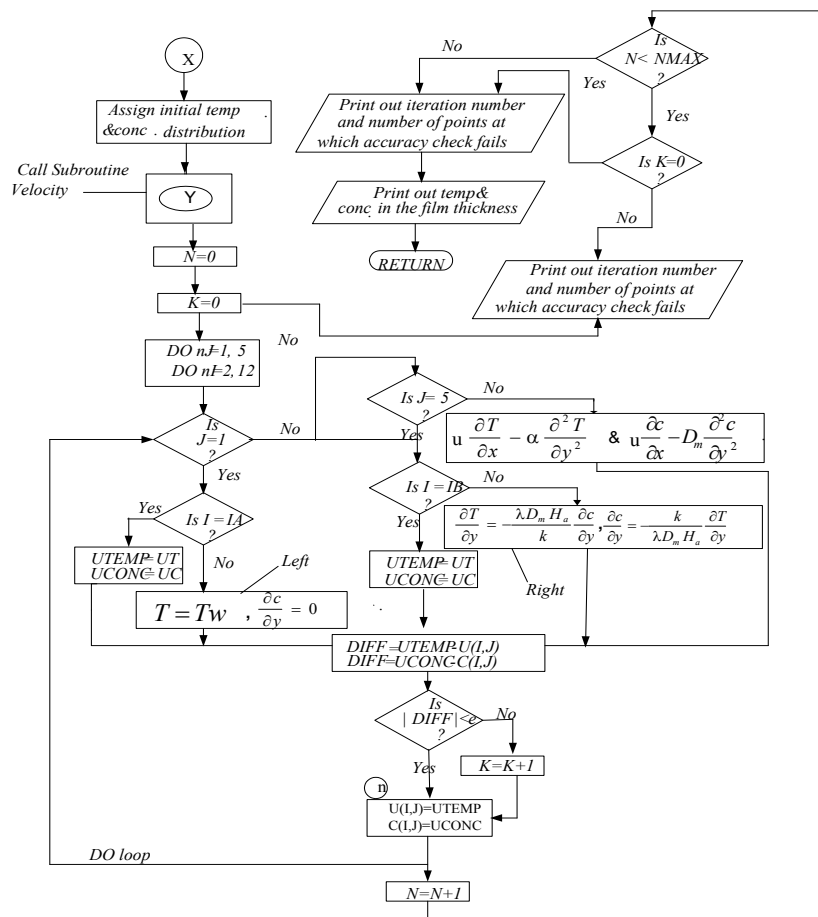 X
Assign initial temp .
&conc . distribution
Call Subroutine
Velocity
Y
N=0
K=0
DO nJ=1, 5
DO nI=2, 12
No
Is
J=1
?
No
Yes
Is I = IA
?
Yes
No
UTEMP=UT
UCONC=UC
Left
T = Tw , ∂c/∂y = 0
Is J= 5
?
No
Yes
u ∂T/∂x − α ∂²T/∂y² & u ∂c/∂x − Dm ∂²c/∂y²
Is I = IB
?
No
Yes
∂T/∂y = − λDm Ha/k ∂c/∂y , ∂c/∂y = − k/λDm Ha ∂T/∂y
UTEMP=UT
UCONC=UC
Right
DIFF=UTEMP-U(I,J)
DIFF=UCONC-C(I,J)
Is
| DIFF|<e
?
No
Yes
K=K+1
n
U(I,J)=UTEMP
C(I,J)=UCONC
DO loop
N=N+1
Is
N< NMAX
?
No
Yes
Is K=0
?
Yes
No
Print out iteration number
and number of points at
which accuracy check fails
Print out temp&
conc in the film thickness
RETURN
Print out iteration number
and number of points at
which accuracy check fails